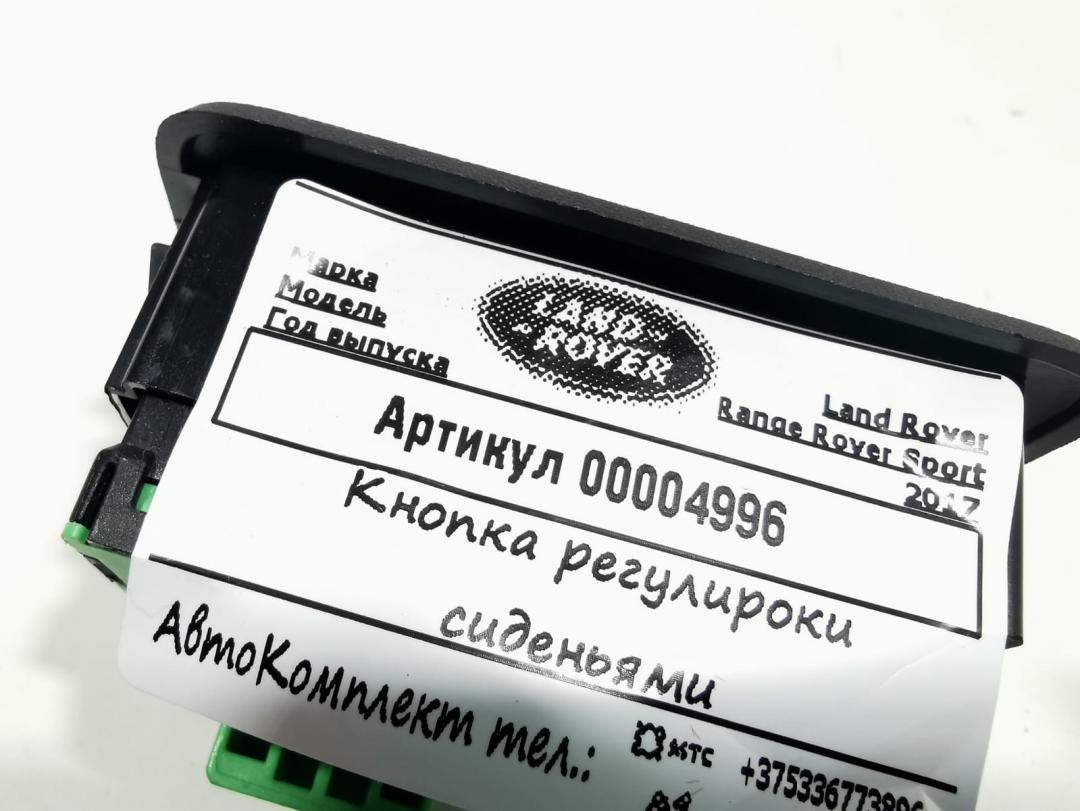 Марка
Модель
Год выпуска
LAND
ROVER
Land Rover
Range Rover Sport
2017
Артикул 00004996
Кнопка регулироки
сиденьями
АвтоКомплект тел.:
мтс